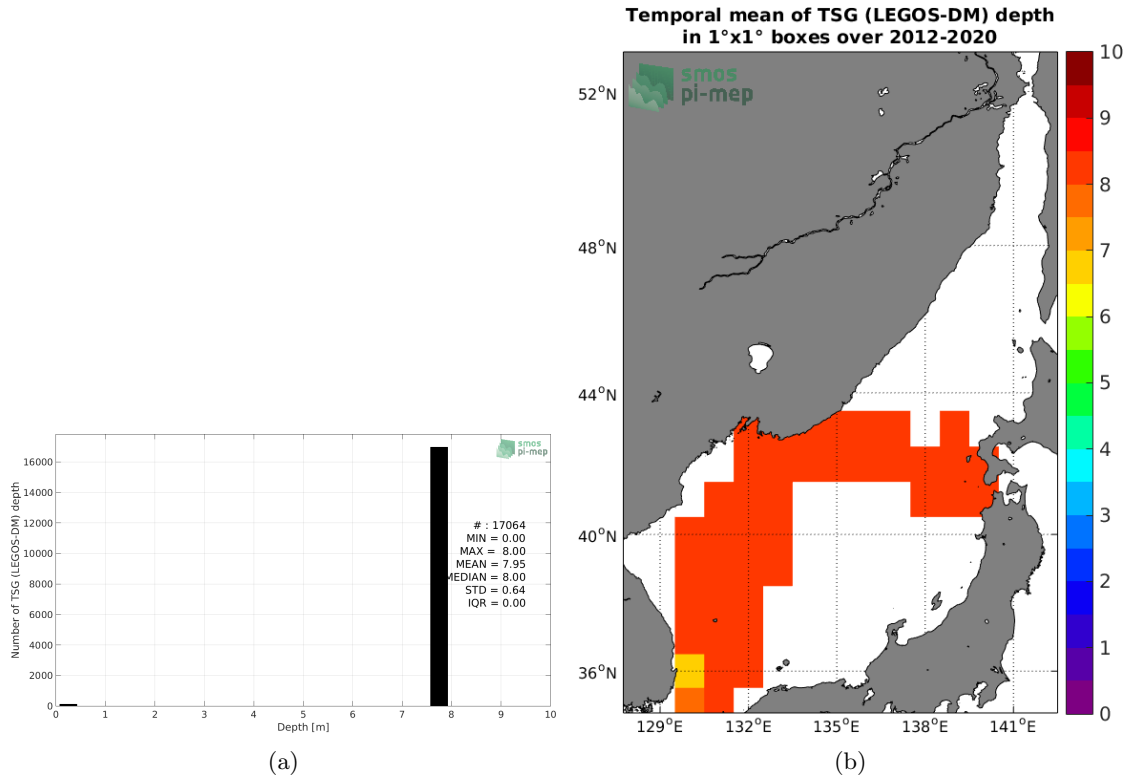 Temporal mean of TSG (LEGOS-DM) depth
in 1°x1° boxes over 2012-2020
smos
pi-mep
52°N
48°N
44°N
40°N
36°N
129°E
132°E
135°E
138°E
141°E
10
9
8
7
6
5
4
3
2
1
0
smos
pi-mep
Number of TSG (LEGOS-DM) depth
16000
14000
12000
10000
8000
6000
4000
2000
0
# : 17064
MIN = 0.00
MAX = 8.00
MEAN = 7.95
MEDIAN = 8.00
STD = 0.64
IQR = 0.00
0
1
2
3
4
5
6
7
8
9
10
Depth [m]
(a)
(b)